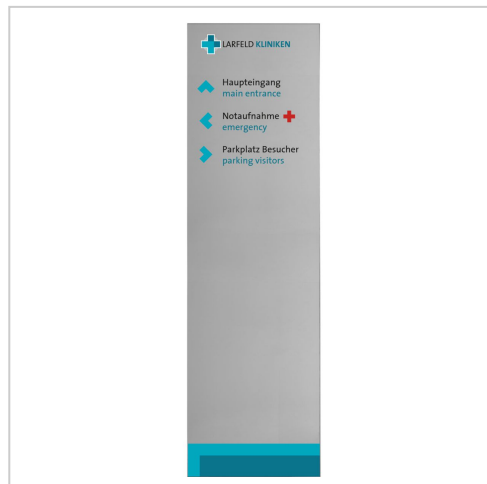 LARFELD KLINIKEN
Haupteingang
main entrance
Notaufnahme
emergency
Parkplatz Besucher
parking visitors